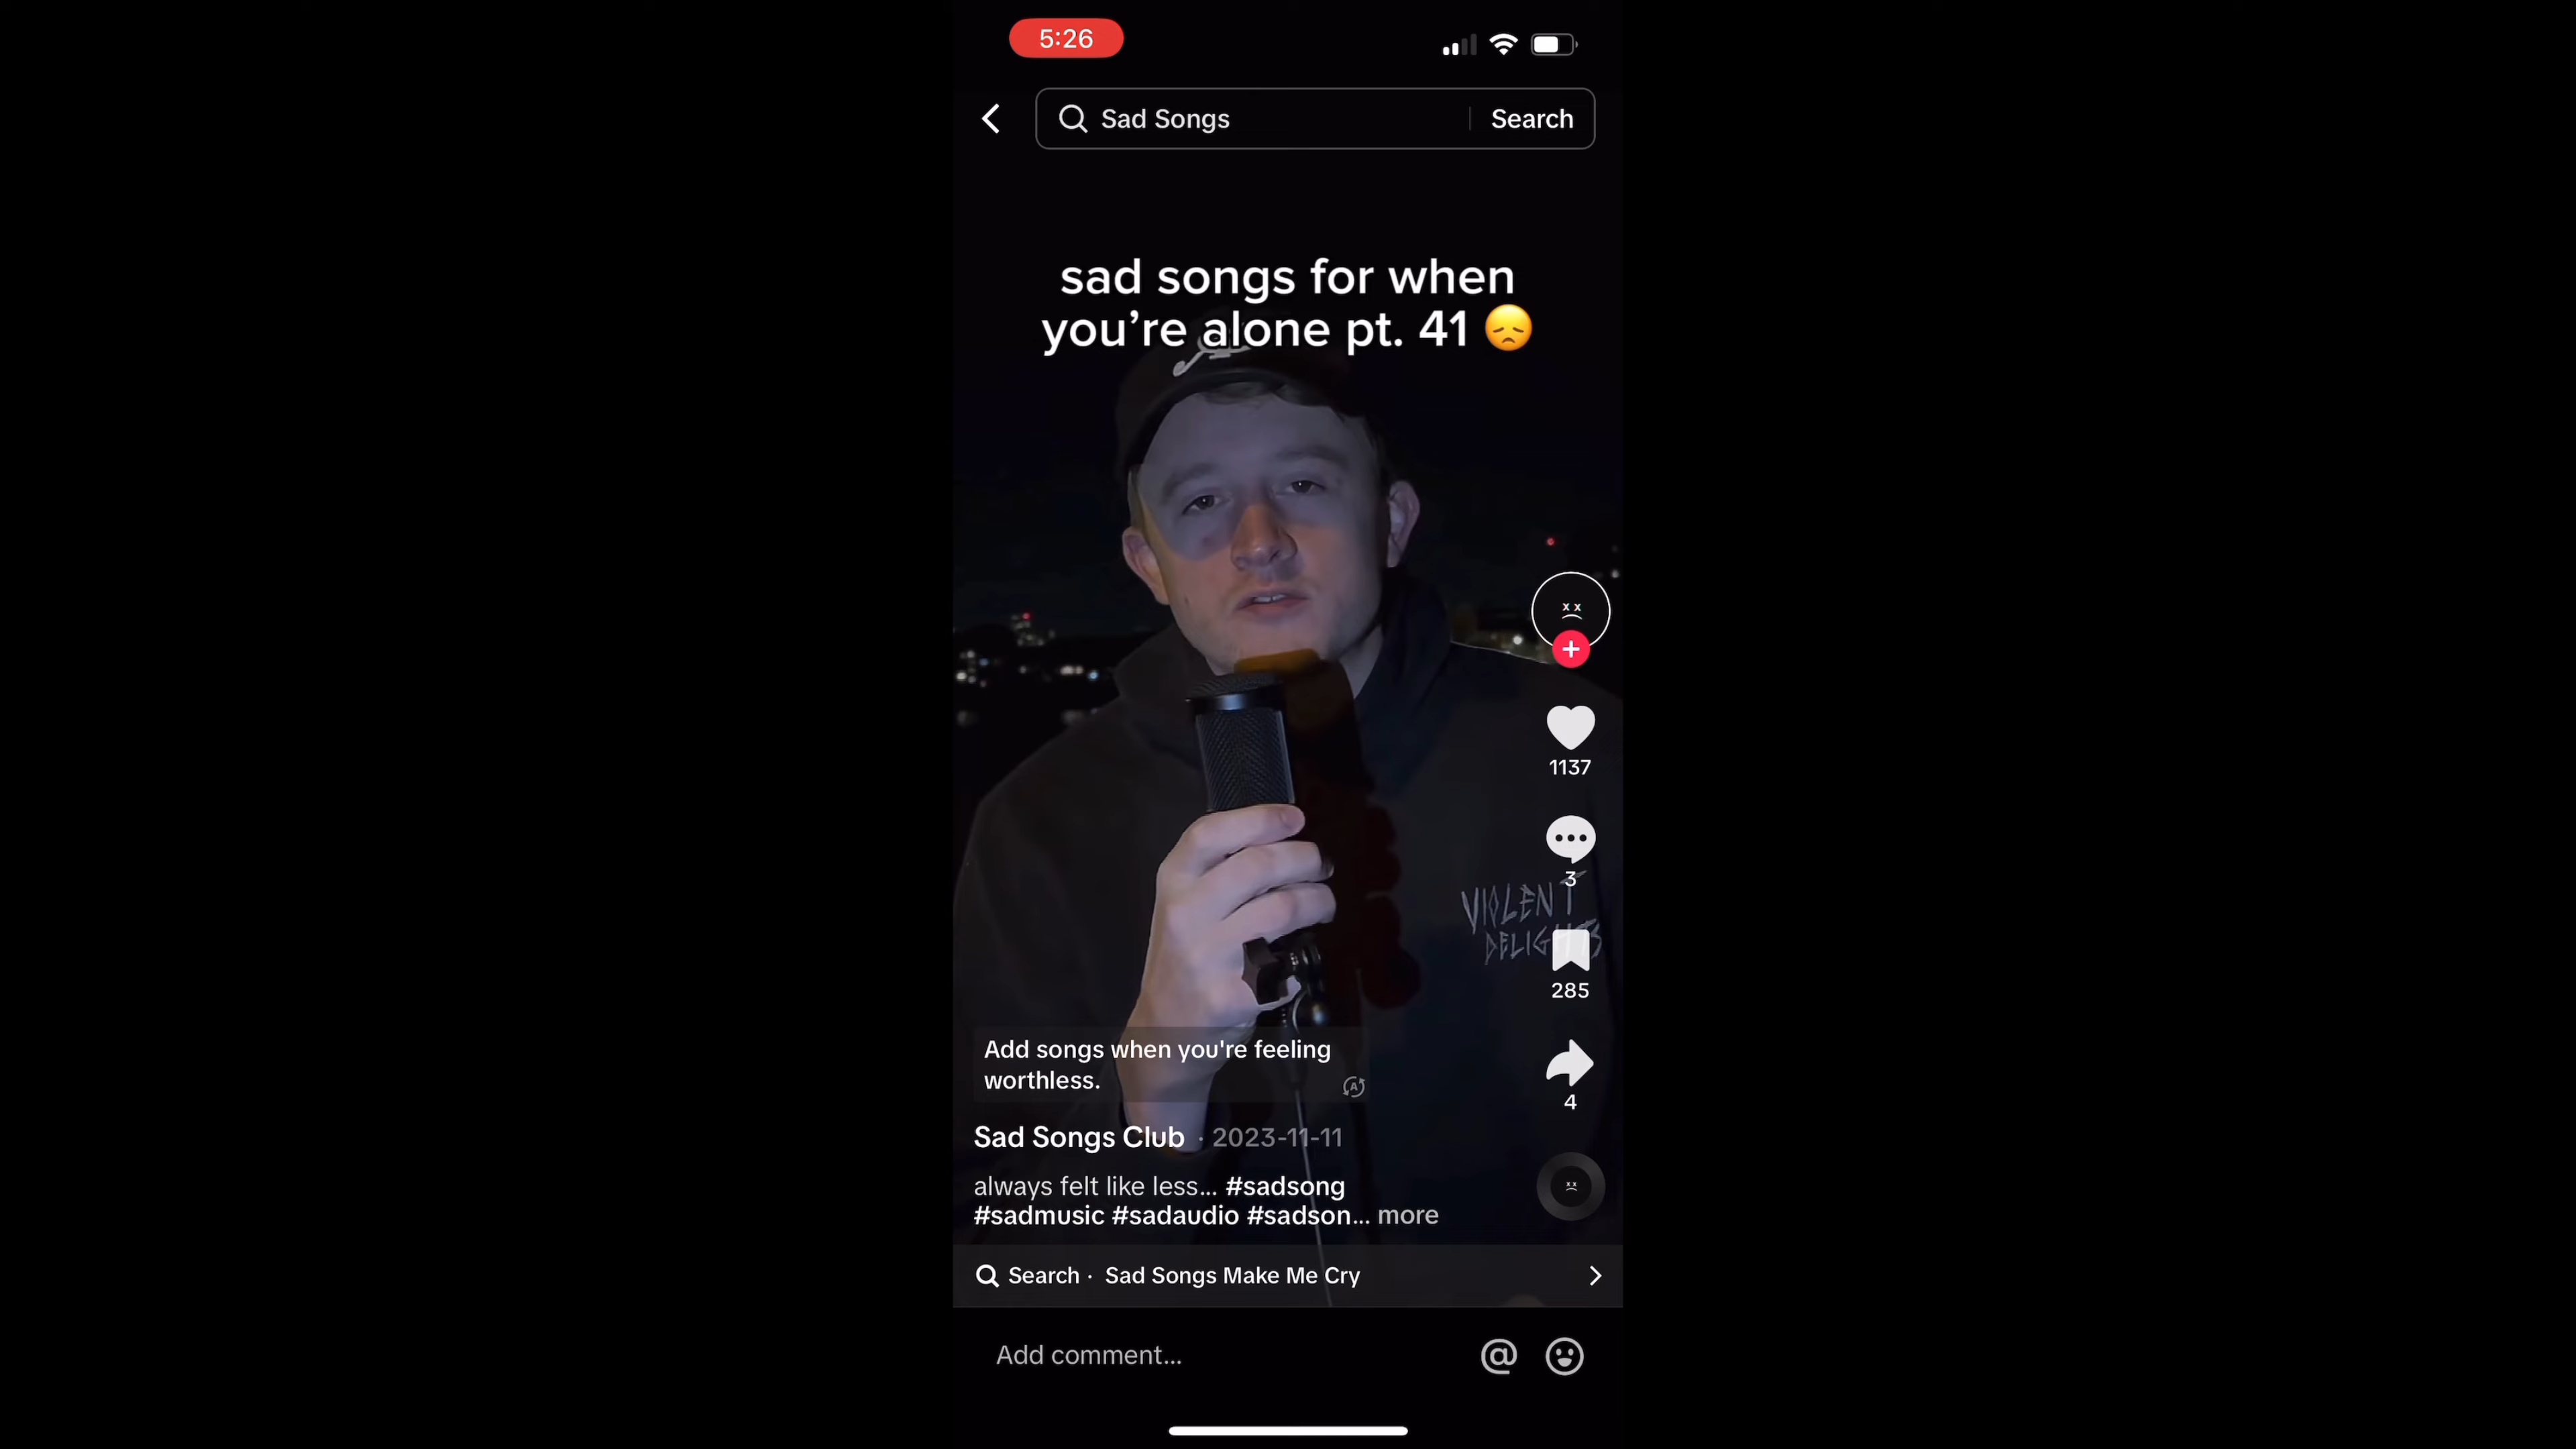 5:26
Sad Songs
Search
sad songs for when
you're alone pt. 41 😞
1137
3
VIOLENT
DELIGHTS
285
4
Add songs when you're feeling
worthless.
Sad Songs Club · 2023-11-11
always felt like less... #sadsong
#sadmusic #sadaudio #sadson... more
Search · Sad Songs Make Me Cry
Add comment...